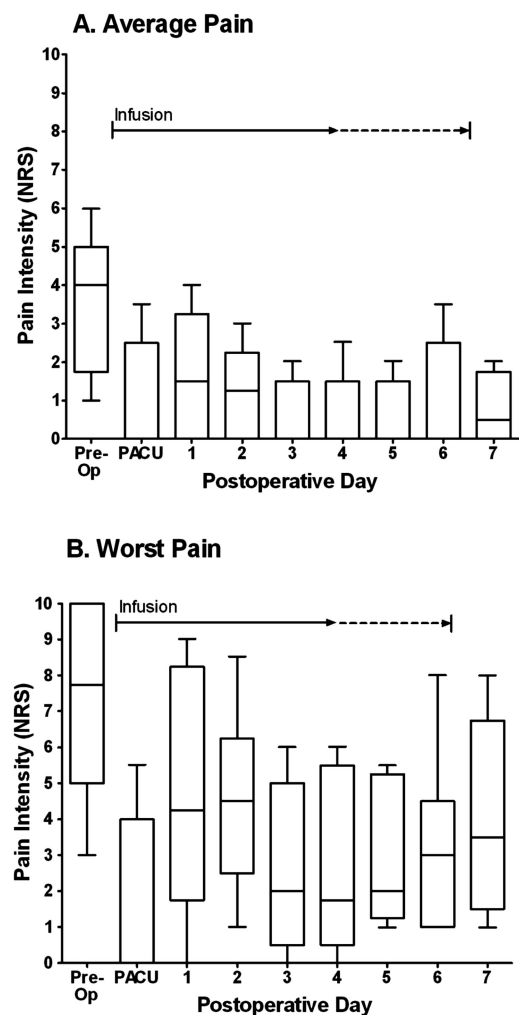 A. Average Pain
10
9
8
7
6
5
4
3
2
1
0
Pain Intensity (NRS)
Infusion
Pre-Op PACU 1 2 3 4 5 6 7
Postoperative Day
B. Worst Pain
10
9
8
7
6
5
4
3
2
1
0
Pain Intensity (NRS)
Infusion
Pre-Op PACU 1 2 3 4 5 6 7
Postoperative Day